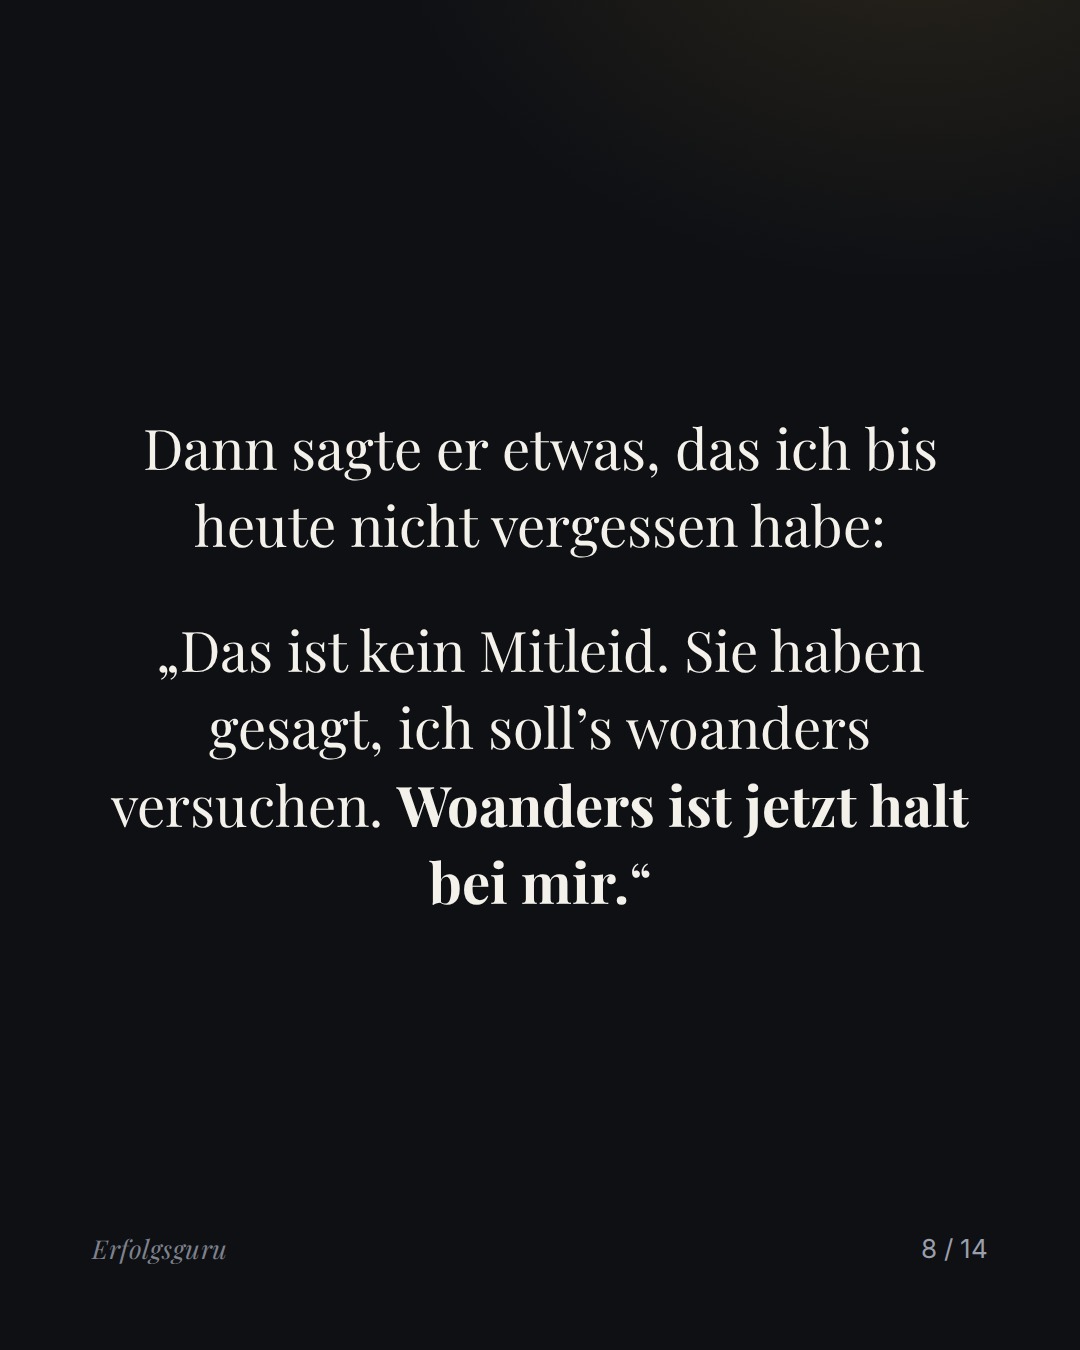 Dann sagte er etwas, das ich bis
heute nicht vergessen habe:
„Das ist kein Mitleid. Sie haben
gesagt, ich soll’s woanders
versuchen. Woanders ist jetzt halt
bei mir.“
Erfolgsguru
8 / 14